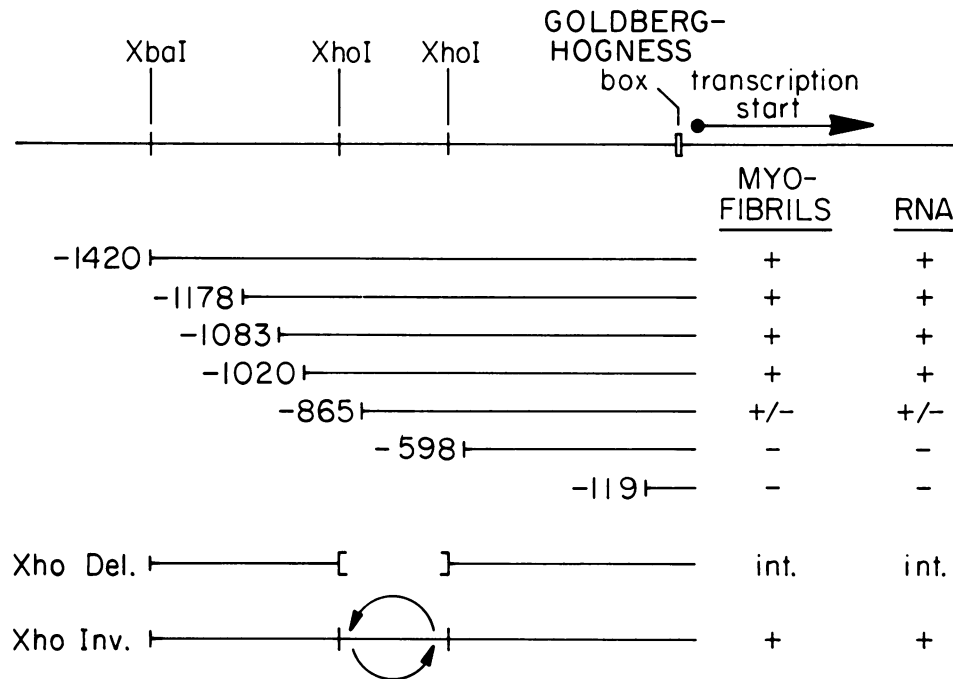 GOLDBERG-
HOGNESS
box
XbaI XhoI XhoI
transcription
start
MYO-
FIBRILS RNA
-1420 + +
-1178 + +
-1083 + +
-1020 + +
-865 +/- +/-
-598 - -
-119 - -
Xho Del. int. int.
Xho Inv. + +